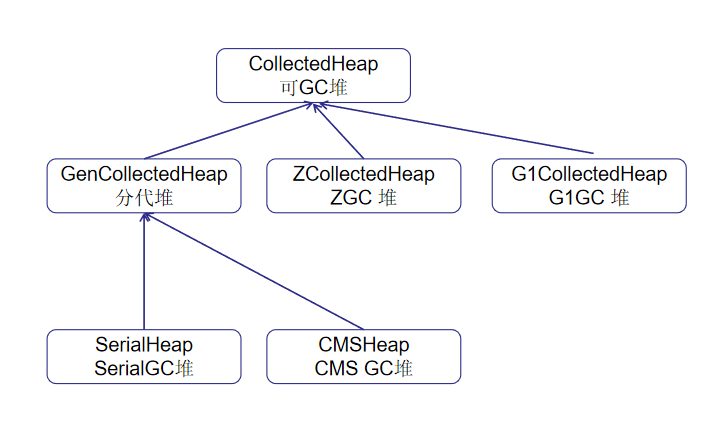 CollectedHeap
可GC堆
GenCollectedHeap
分代堆
ZCollectedHeap
ZGC 堆
G1CollectedHeap
G1GC 堆
SerialHeap
SerialGC堆
CMSHeap
CMS GC堆